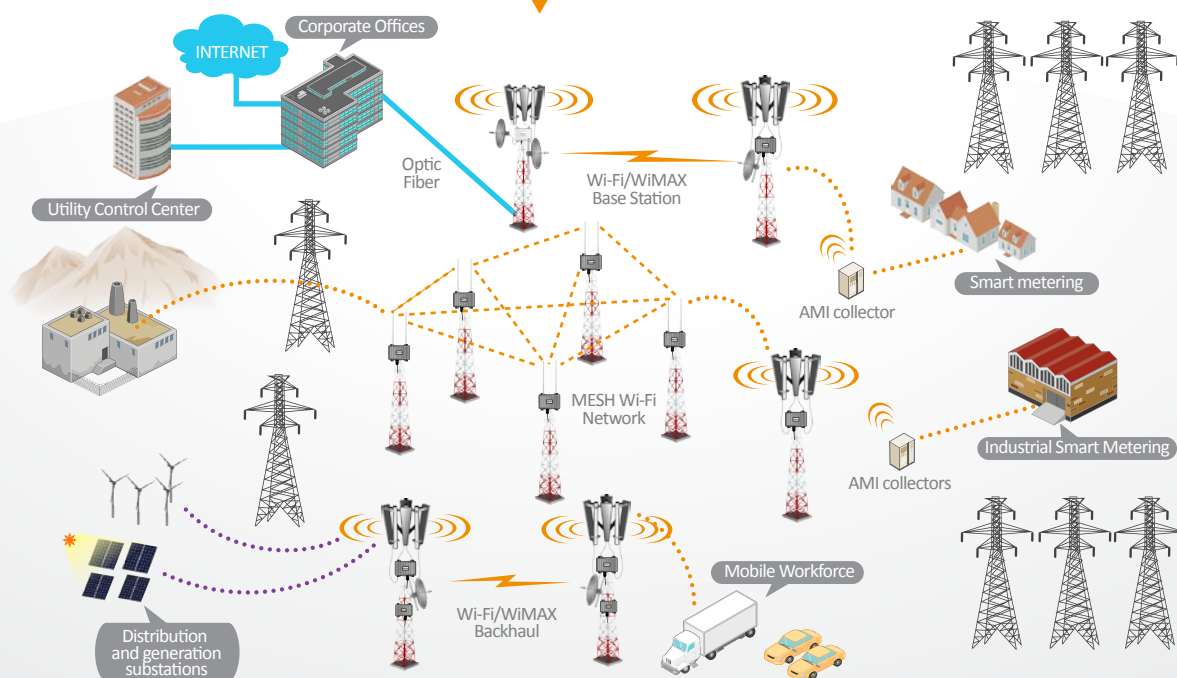 Corporate Offices
INTERNET
Optic
Fiber
Wi-Fi/WiMAX
Base Station
Utility Control Center
Smart metering
AMI collector
MESH Wi-Fi
Network
Industrial Smart Metering
AMI collectors
Mobile Workforce
Wi-Fi/WiMAX
Backhaul
Distribution
and generation
substations